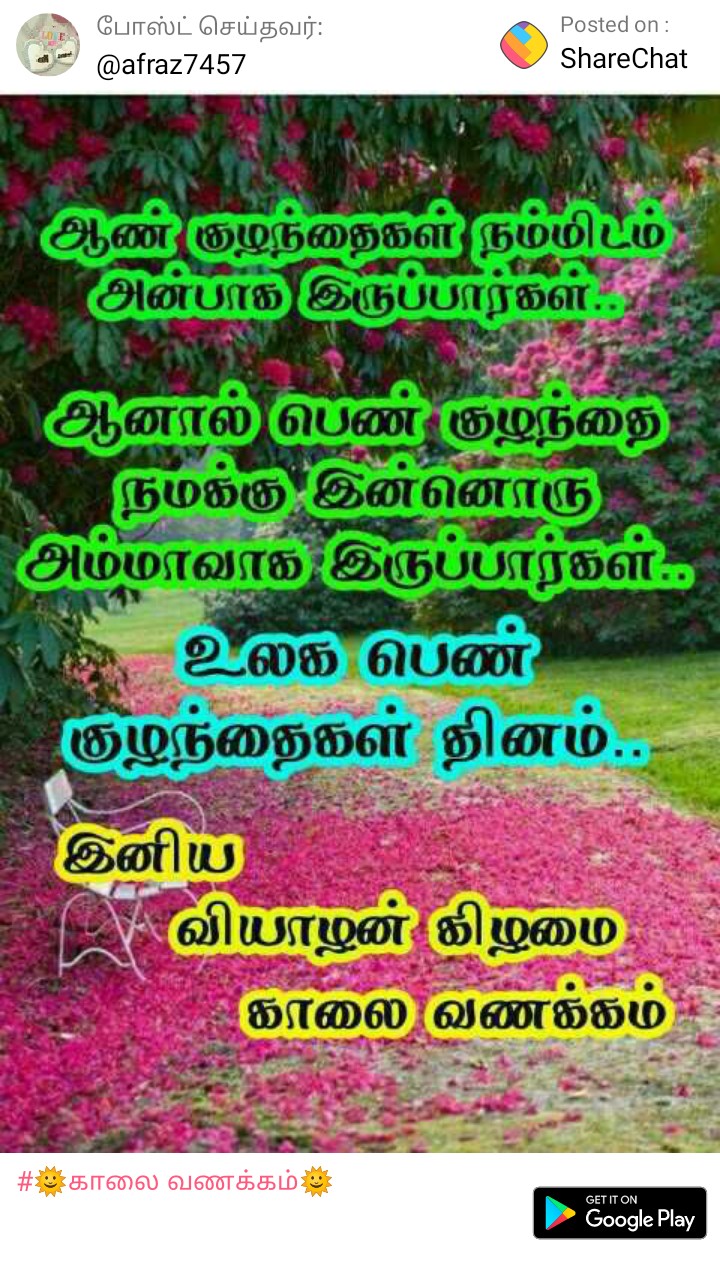 போஸ்ட் செய்தவர்:
@afraz7457
Posted on :
ShareChat
ஆண் குழந்தைகள் நம்மிடம்
அன்பாக இருப்பார்கள்..
ஆனால் பெண் குழந்தை
நமக்கு இன்னொரு
அம்மாவாக இருப்பார்கள்..
உலக பெண்
குழந்தைகள் தினம்..
இனிய
வியாழன் கிழமை
காலை வணக்கம்
#🌞காலை வணக்கம்🌞
GET IT ON
Google Play